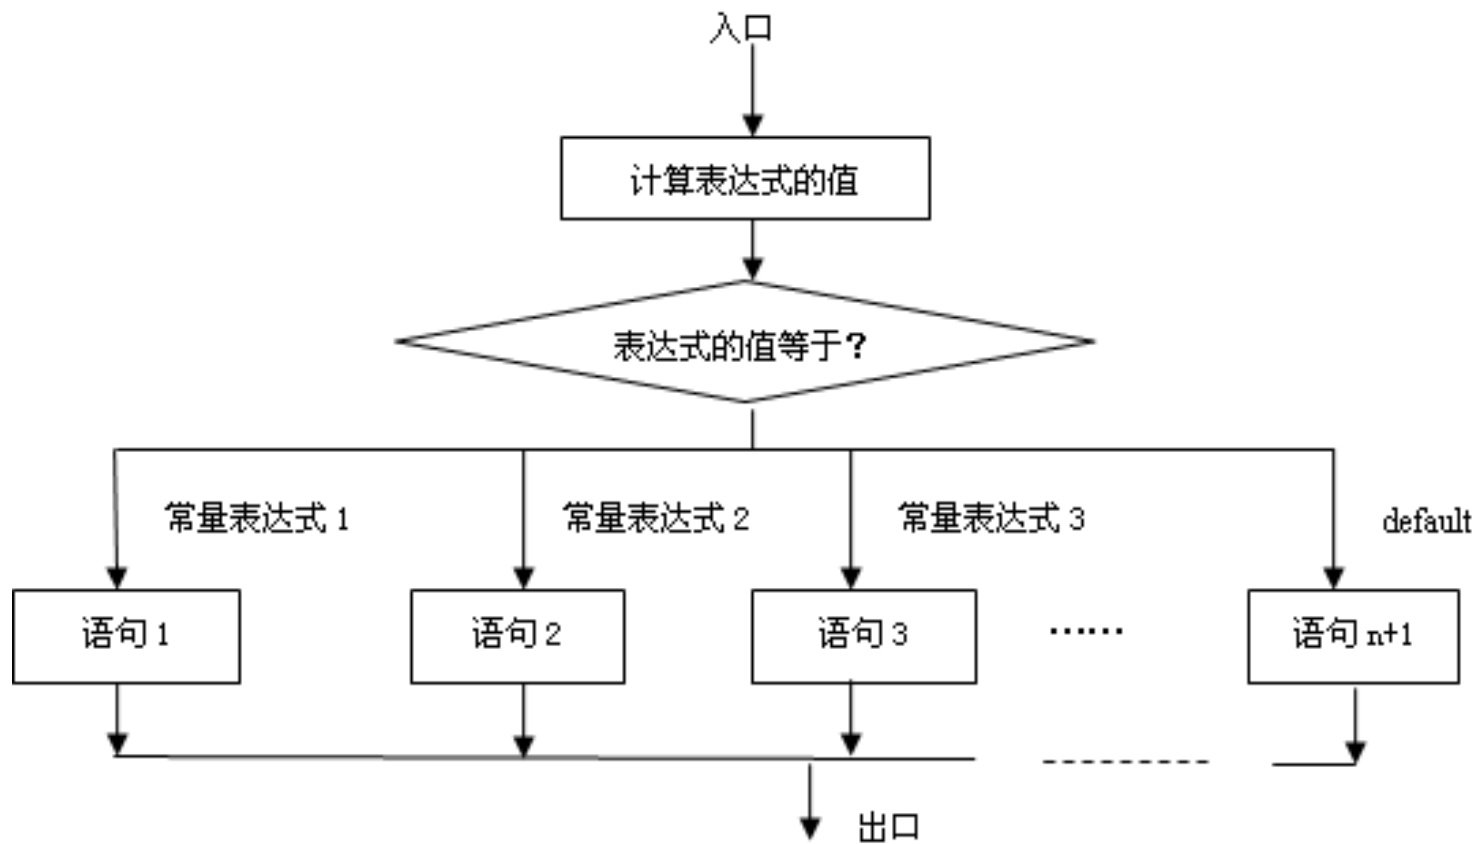 入口
计算表达式的值
表达式的值等于？
常量表达式 1
常量表达式 2
常量表达式 3
default
语句 1
语句 2
语句 3
……
语句 n+1
出口